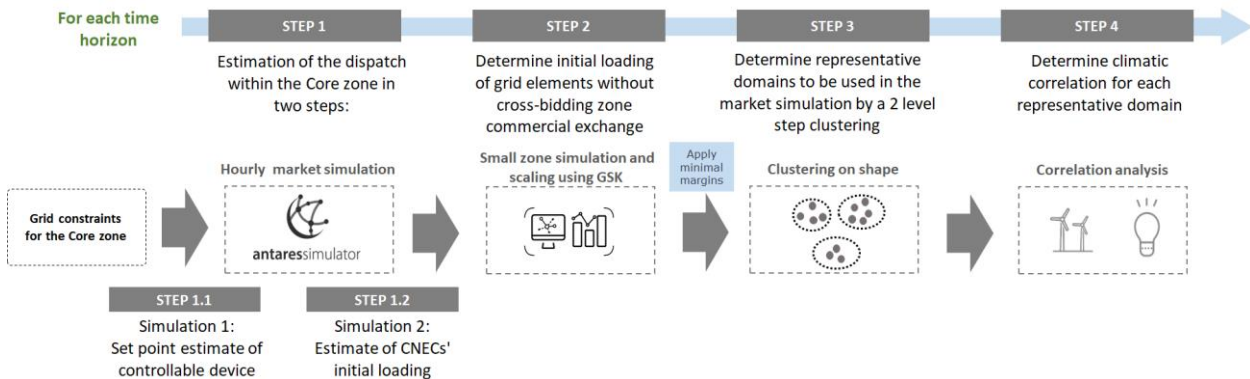 For each time
horizon
STEP 1
STEP 2
STEP 3
STEP 4
Estimation of the dispatch
within the Core zone in
two steps:
Determine initial loading
of grid elements without
cross-bidding zone
commercial exchange
Determine representative
domains to be used in the
market simulation by a 2 level
step clustering
Determine climatic
correlation for each
representative domain
Hourly market simulation
Small zone simulation and
scaling using GSK
Apply
minimal
margins
Clustering on shape
Correlation analysis
Grid constraints
for the Core zone
antaressimulator
STEP 1.1
STEP 1.2
Simulation 1:
Set point estimate of
controllable device
Simulation 2:
Estimate of CNECs'
initial loading